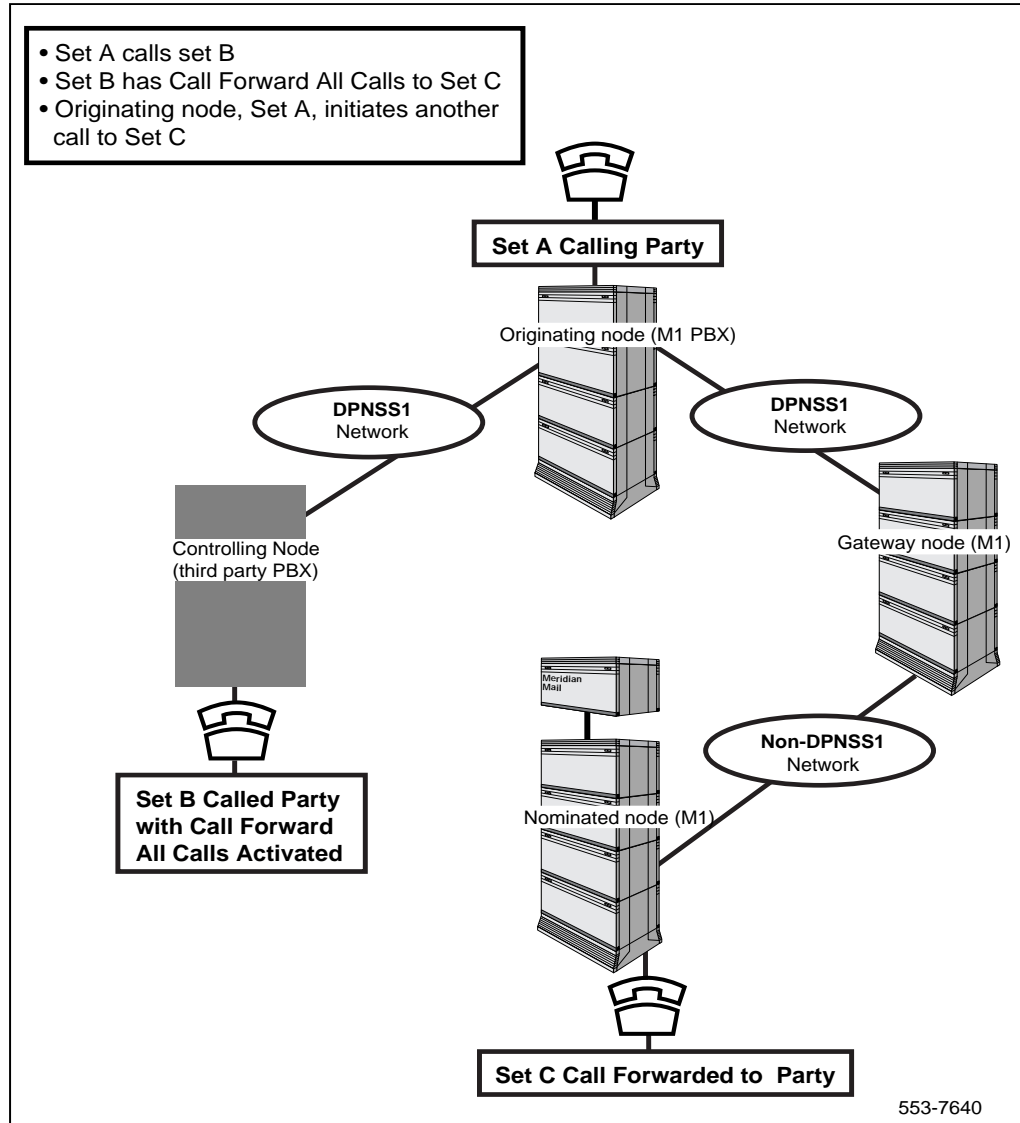 • Set A calls set B
• Set B has Call Forward All Calls to Set C
• Originating node, Set A, initiates another
call to Set C
Set A Calling Party
Originating node (M1 PBX)
DPNSS1
Network
DPNSS1
Network
Controlling Node
(third party PBX)
Gateway node (M1)
Meridian
Mail
Non-DPNSS1
Network
Set B Called Party
with Call Forward
All Calls Activated
Nominated node (M1)
Set C Call Forwarded to Party
553-7640